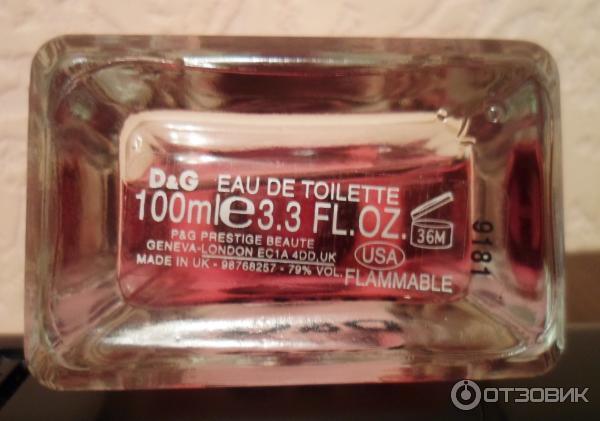 D&G EAU DE TOILETTE
100ml e 3.3 FL.OZ.
36M
P&G PRESTIGE BEAUTE
GENEVA-LONDON EC1A 4DD,UK
USA
MADE IN UK - 98768257 - 79% VOL.
FLAMMABLE
9181
ОТЗОВИК